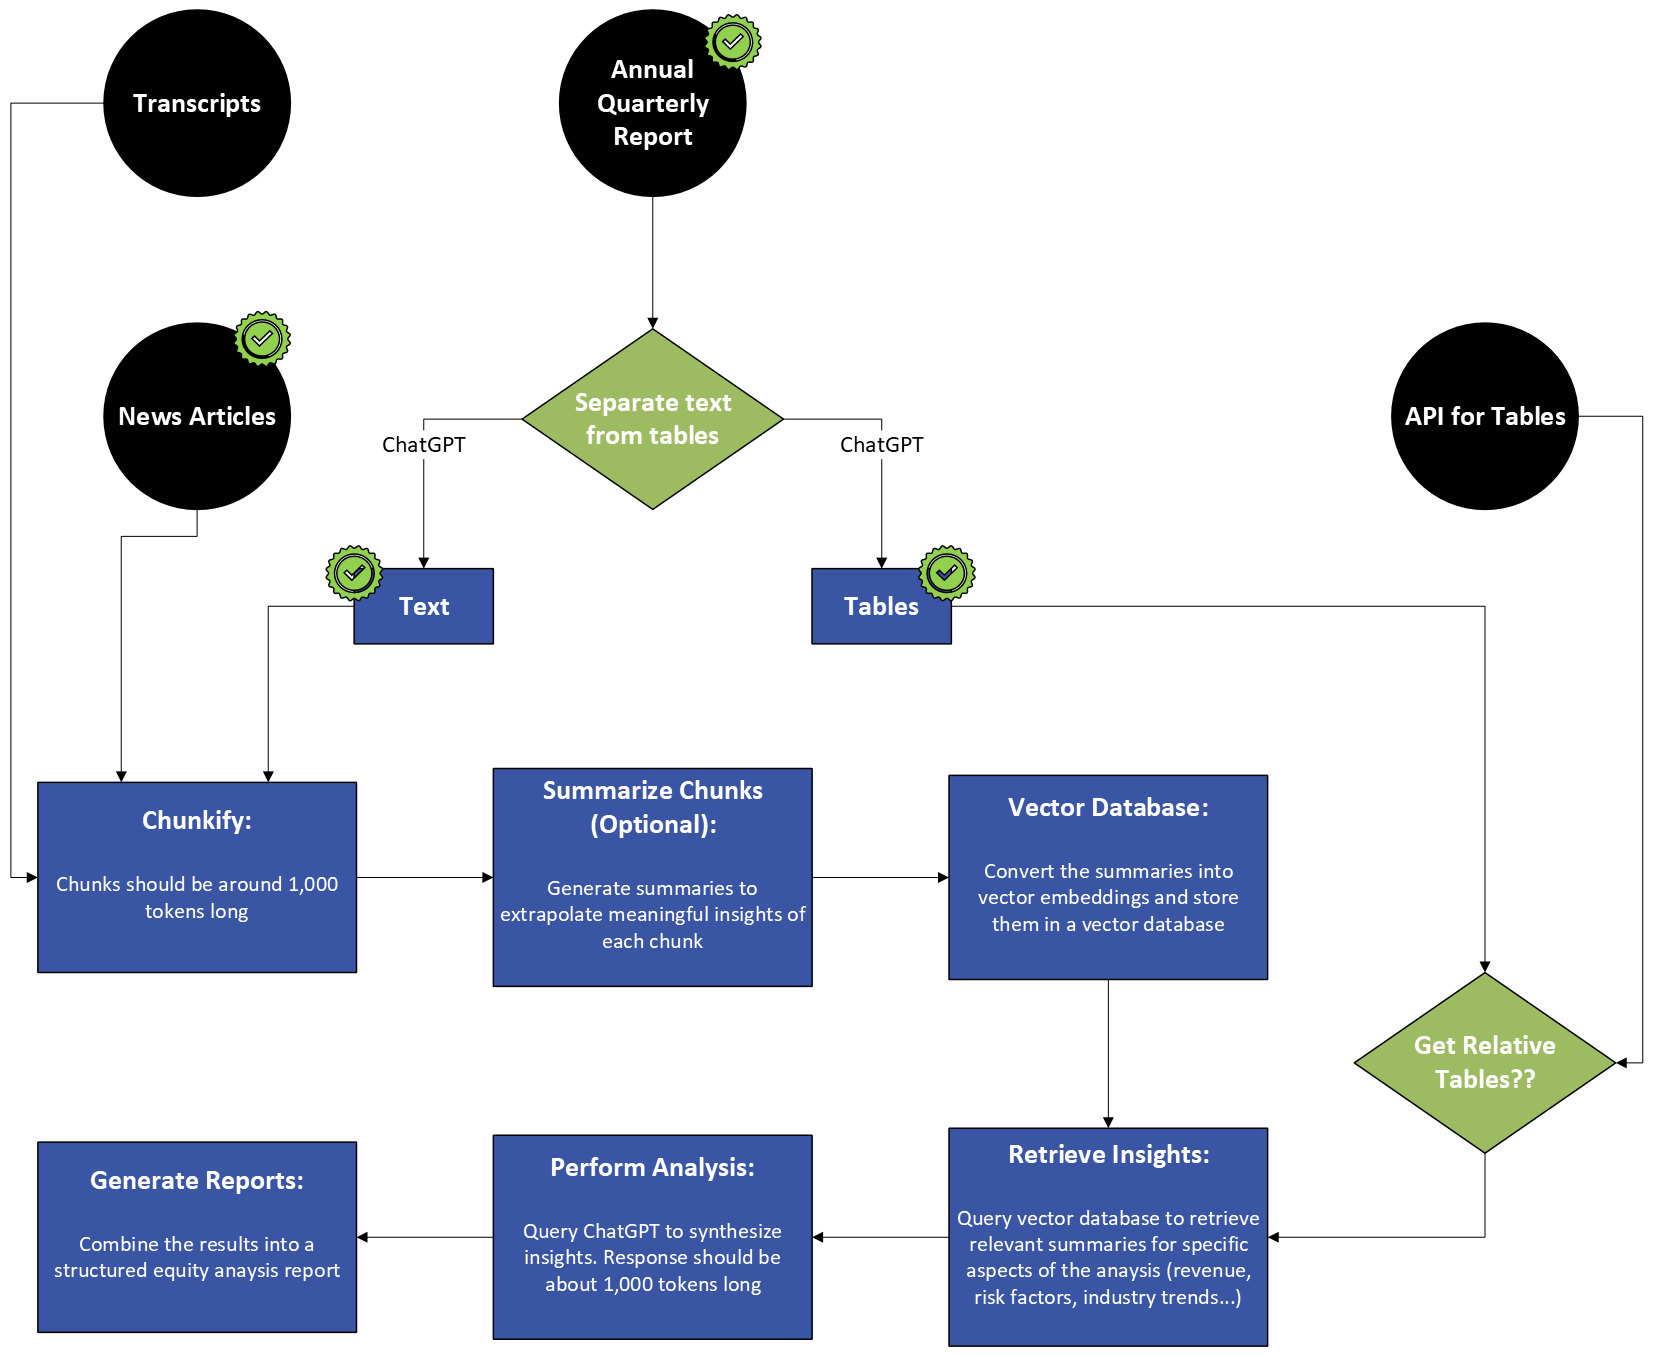 Transcripts
Annual
Quarterly
Report
News Articles
Separate text
from tables
API for Tables
ChatGPT
ChatGPT
Text
Tables
Chunkify:
Chunks should be around 1,000
tokens long
Summarize Chunks
(Optional):
Generate summaries to
extrapolate meaningful insights of
each chunk
Vector Database:
Convert the summaries into
vector embeddings and store
them in a vector database
Get Relative
Tables??
Retrieve Insights:
Query vector database to retrieve
relevant summaries for specific
aspects of the anaysis (revenue,
risk factors, industry trends...)
Perform Analysis:
Query ChatGPT to synthesize
insights. Response should be
about 1,000 tokens long
Generate Reports:
Combine the results into a
structured equity anaysis report